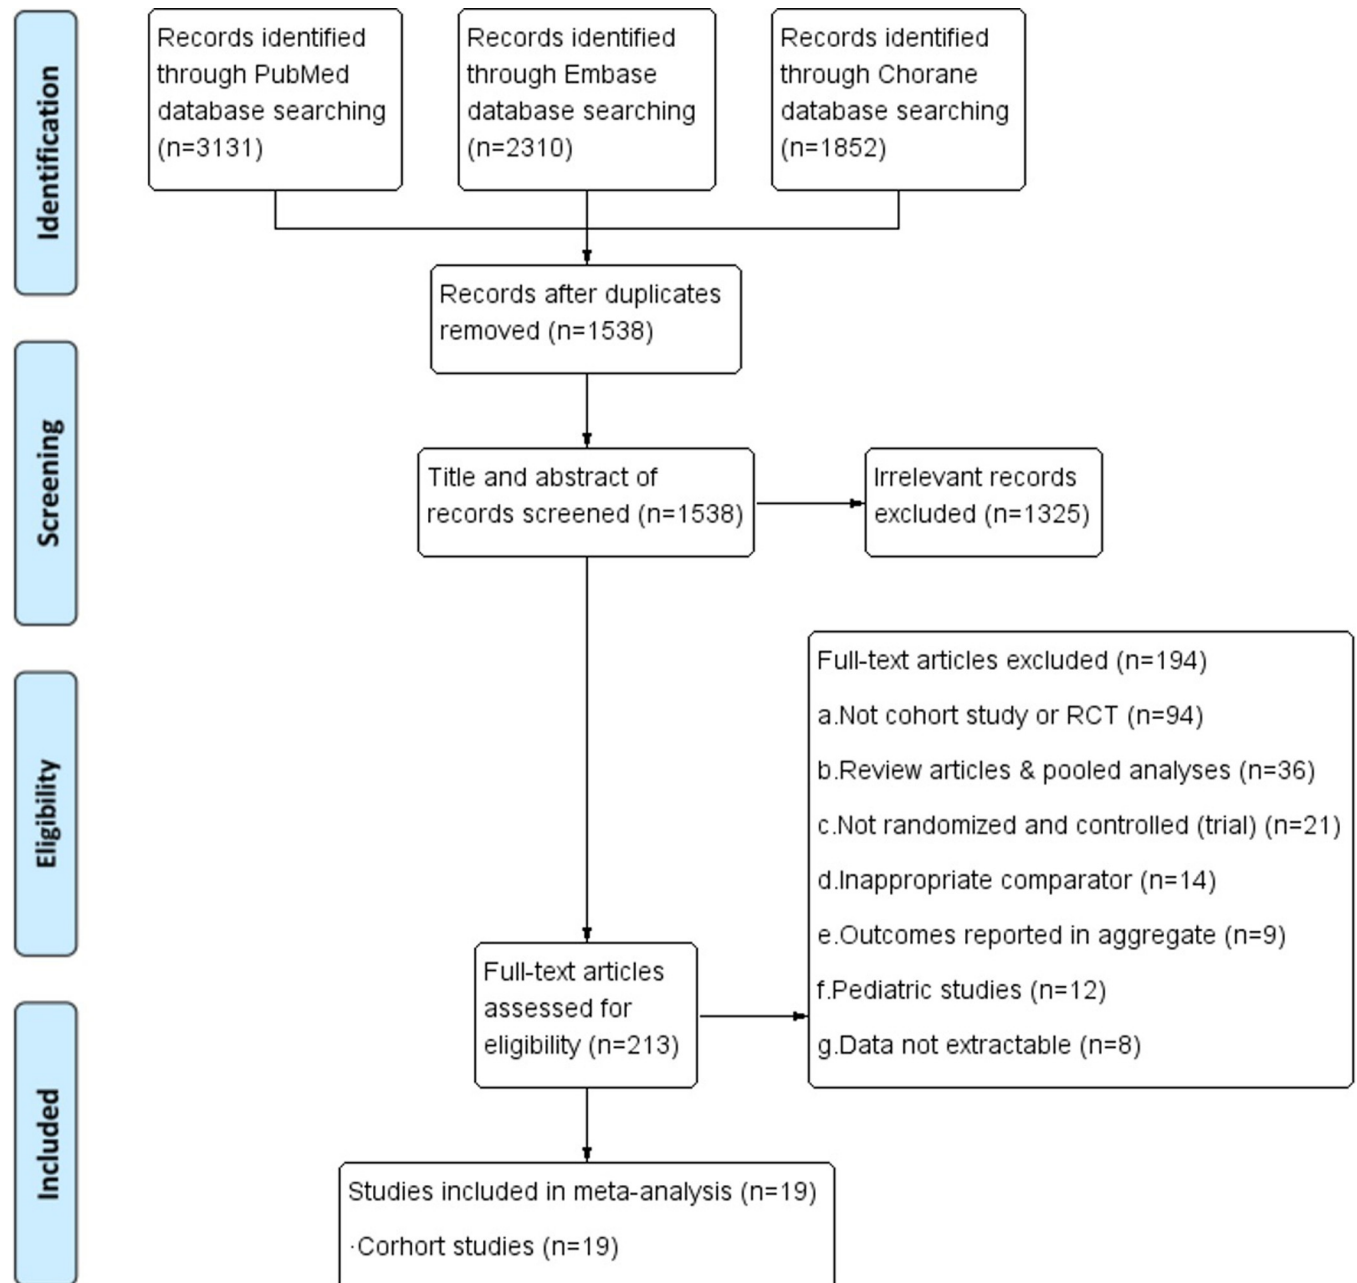 Identification
Records identified
through PubMed
database searching
(n=3131)
Records identified
through Embase
database searching
(n=2310)
Records identified
through Chorane
database searching
(n=1852)
Records after duplicates
removed (n=1538)
Screening
Title and abstract of
records screened (n=1538)
Irrelevant records
excluded (n=1325)
Eligibility
Full-text articles
assessed for
eligibility (n=213)
Full-text articles excluded (n=194)
a.Not cohort study or RCT (n=94)
b.Review articles & pooled analyses (n=36)
c.Not randomized and controlled (trial) (n=21)
d.Inappropriate comparator (n=14)
e.Outcomes reported in aggregate (n=9)
f.Pediatric studies (n=12)
g.Data not extractable (n=8)
Included
Studies included in meta-analysis (n=19)
·Corhort studies (n=19)